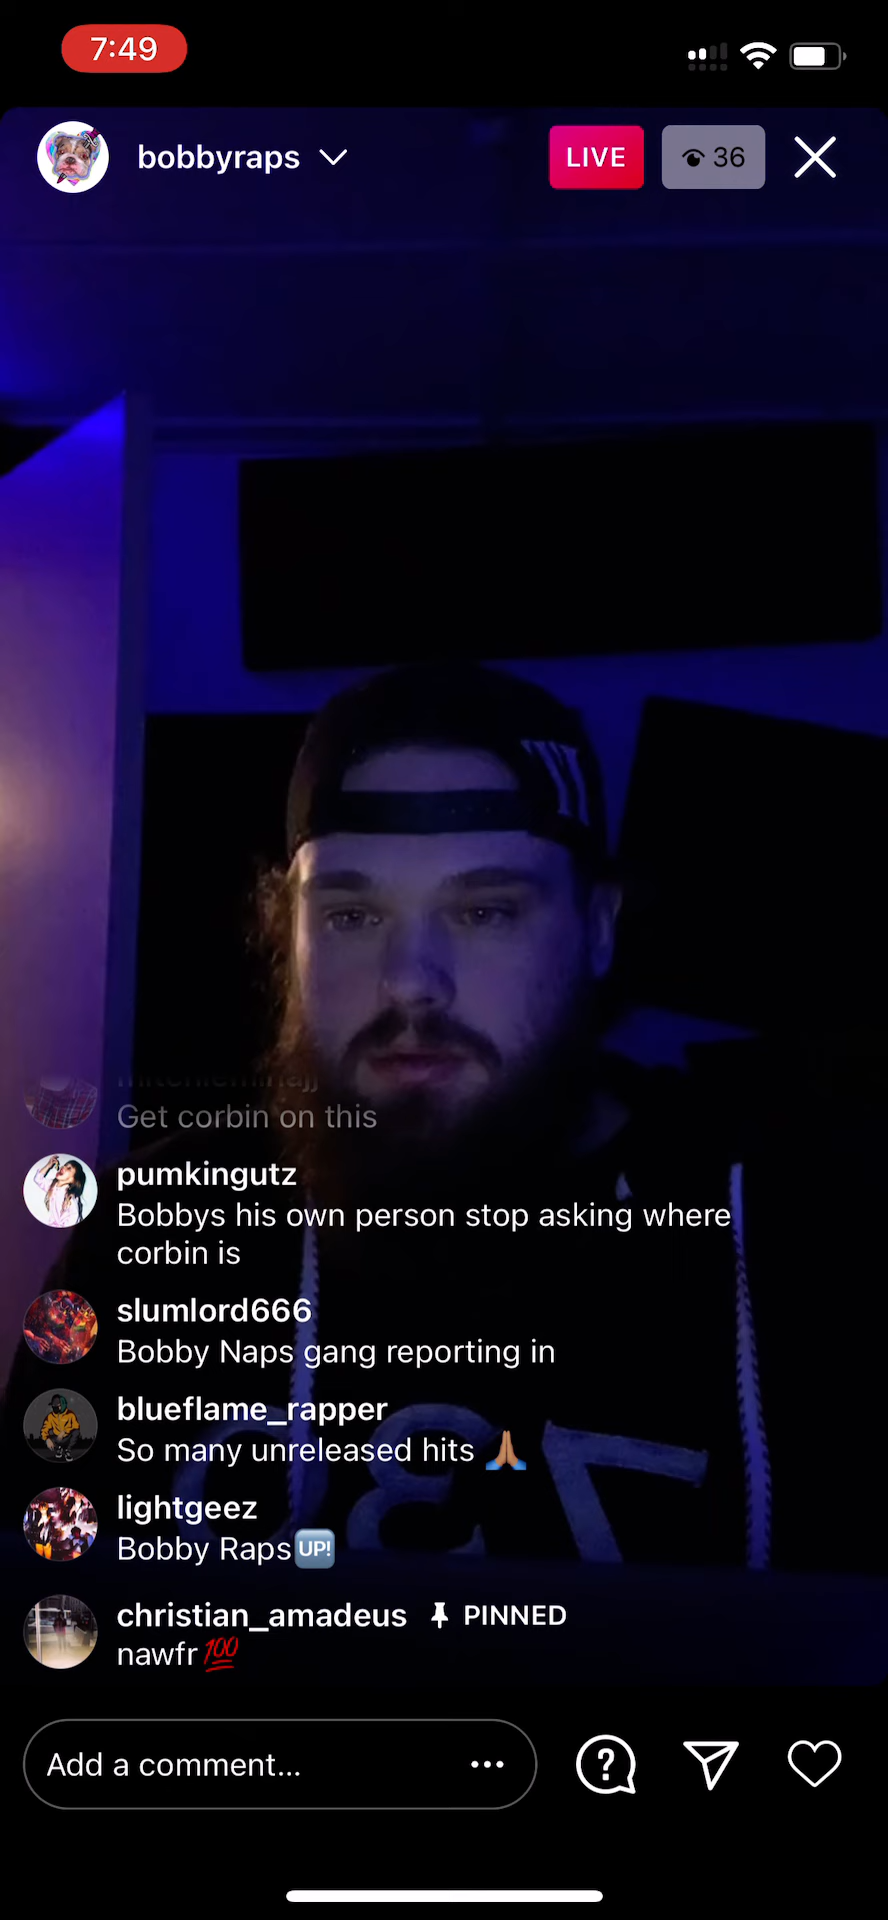 7:49
bobbyraps
LIVE
36
Get corbin on this
pumkingutz
Bobbys his own person stop asking where
corbin is
slumlord666
Bobby Naps gang reporting in
blueflame_rapper
So many unreleased hits 🙏🏽
lightgeez
Bobby Raps🆙
christian_amadeus PINNED
nawfr💯
Add a comment...